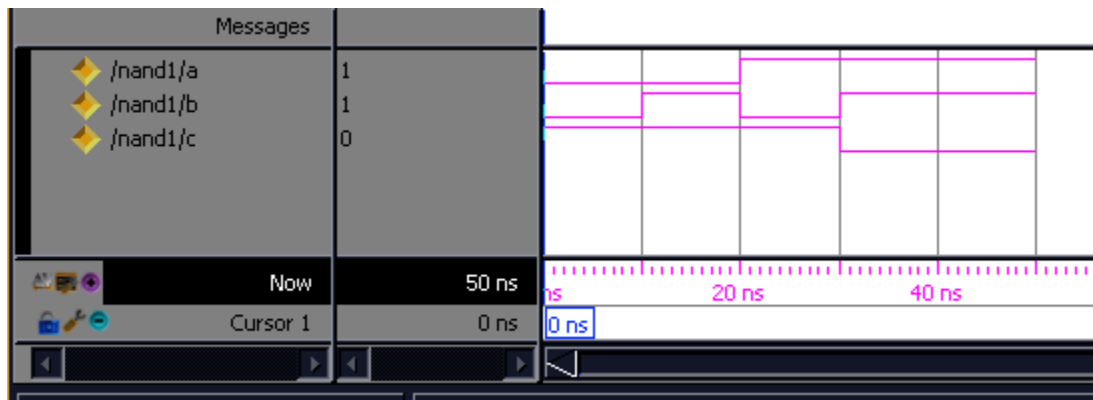 Messages
/nand1/a 1
/nand1/b 1
/nand1/c 0
Now 50 ns ns 20 ns 40 ns
Cursor 1 0 ns 0 ns